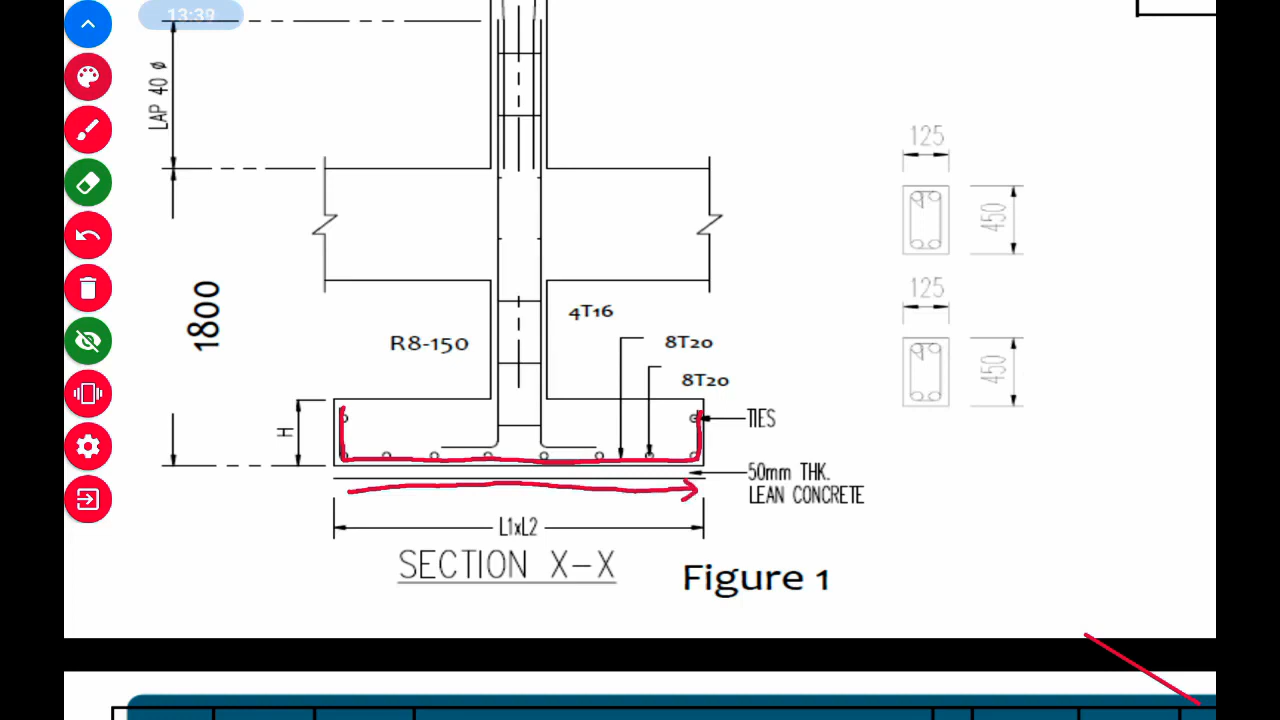 13:39
LAP 40 ø
125
450
125
450
1800
4T16
R8-150
8T20
8T20
TIES
H
50mm THK.
LEAN CONCRETE
L1xL2
SECTION X-X
Figure 1